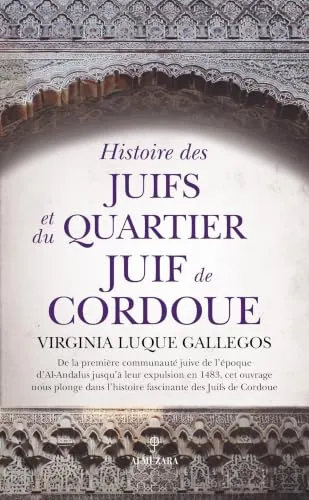 Histoire des
JUIFS
et du QUARTIER
JUIF de
CORDOUE
VIRGINIA LUQUE GALLEGOS
De la première communauté juive de l'époque
d'Al-Andalus jusqu'à leur expulsion en 1483, cet ouvrage
nous plonge dans l'histoire fascinante des Juifs de Cordoue
ALMUZARA